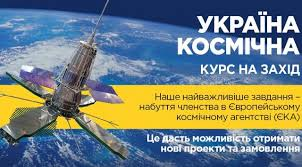 УКРАЇНА
КОСМІЧНА
КУРС НА ЗАХІД
Наше найважливіше завдання –
набуття членства в Європейському
космічному агентстві (ЄКА)
Це дасть можливість отримати
нові проекти та замовлення